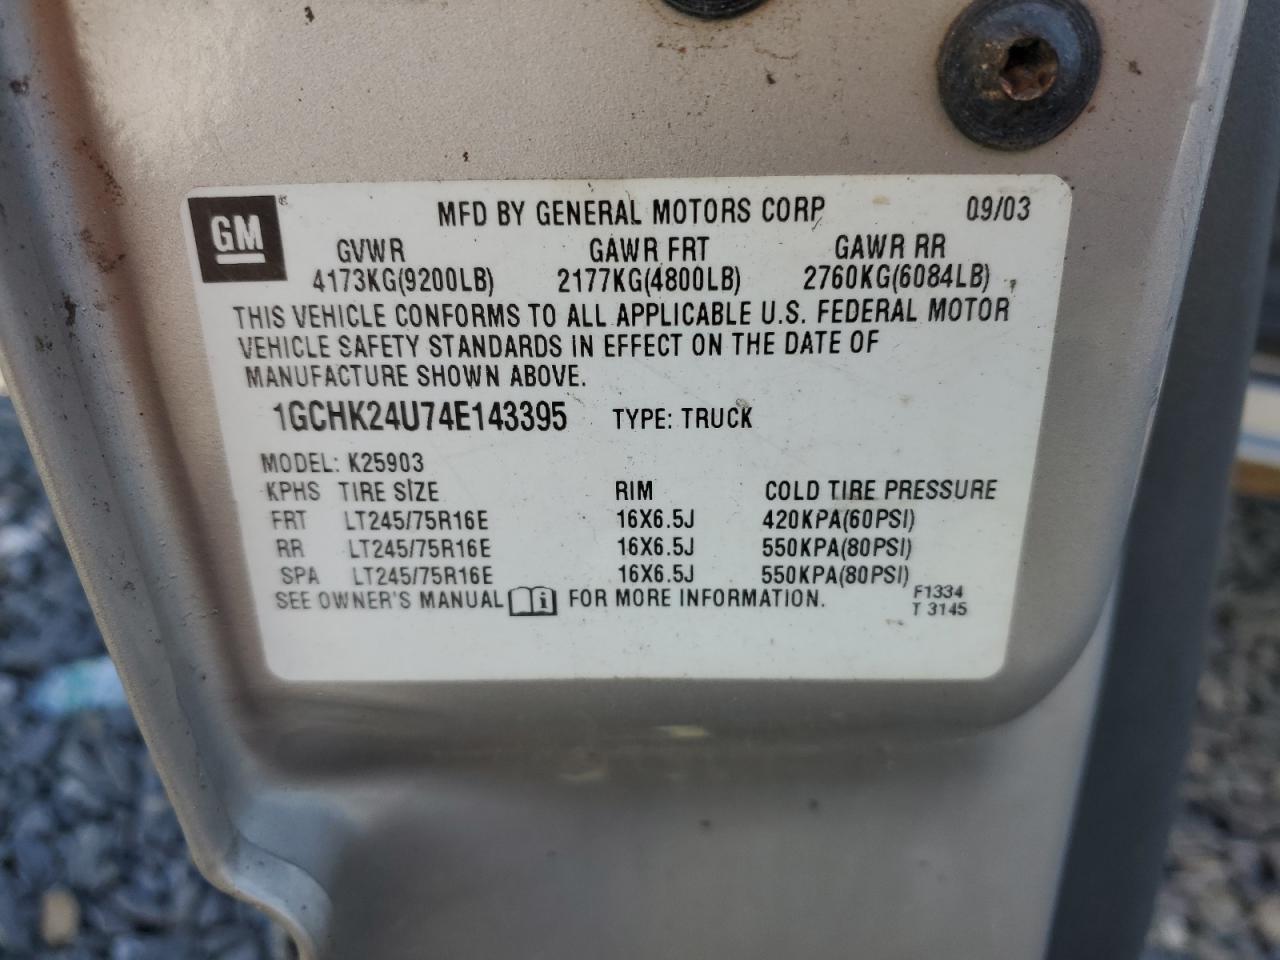 GM ® MFD BY GENERAL MOTORS CORP 09/03
GVWR GAWR FRT GAWR RR
4173KG(9200LB) 2177KG(4800LB) 2760KG(6084LB)
THIS VEHICLE CONFORMS TO ALL APPLICABLE U.S. FEDERAL MOTOR
VEHICLE SAFETY STANDARDS IN EFFECT ON THE DATE OF
MANUFACTURE SHOWN ABOVE.
1GCHK24U74E143395 TYPE: TRUCK
MODEL: K25903
KPHS TIRE SIZE RIM COLD TIRE PRESSURE
FRT LT245/75R16E 16X6.5J 420KPA(60PSI)
RR LT245/75R16E 16X6.5J 550KPA(80PSI)
SPA LT245/75R16E 16X6.5J 550KPA(80PSI)
SEE OWNER'S MANUAL i FOR MORE INFORMATION. F1334
T 3145